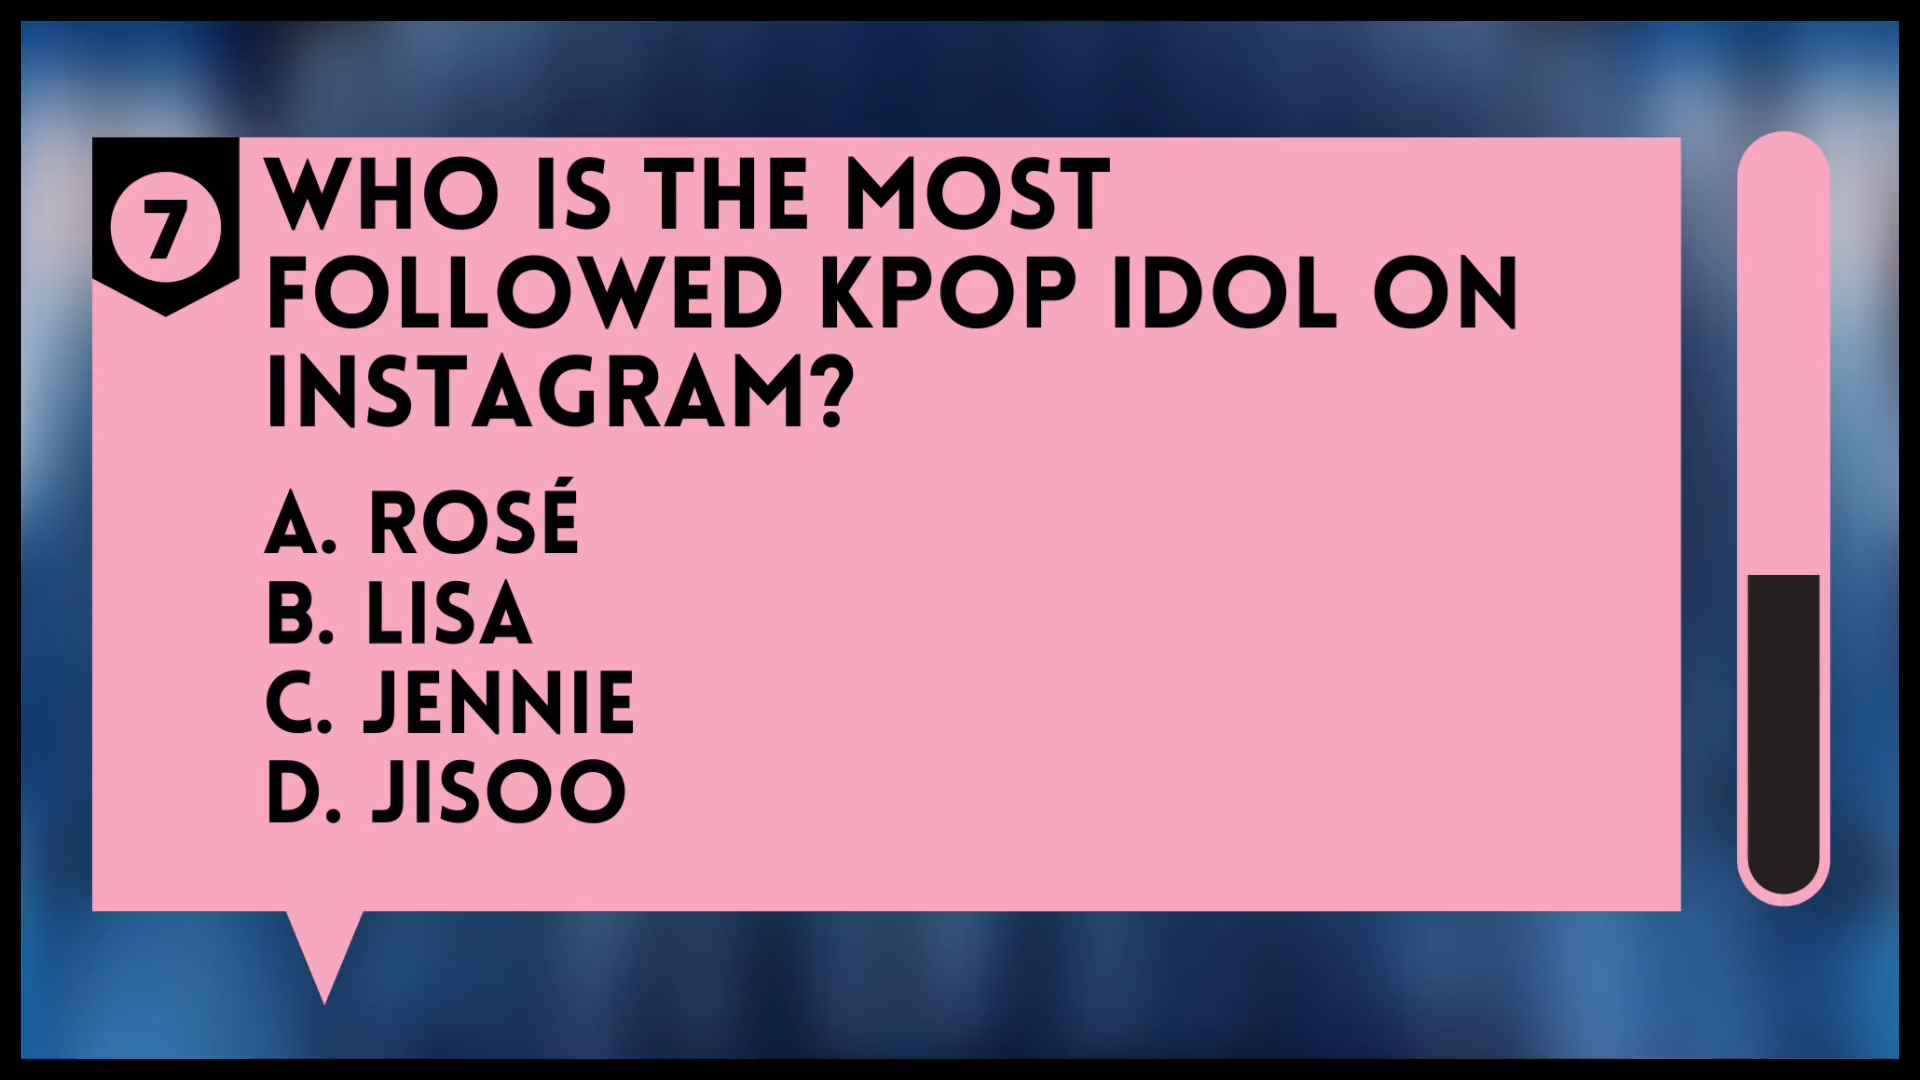 7
WHO IS THE MOST
FOLLOWED KPOP IDOL ON
INSTAGRAM?
A. ROSÉ
B. LISA
C. JENNIE
D. JISOO